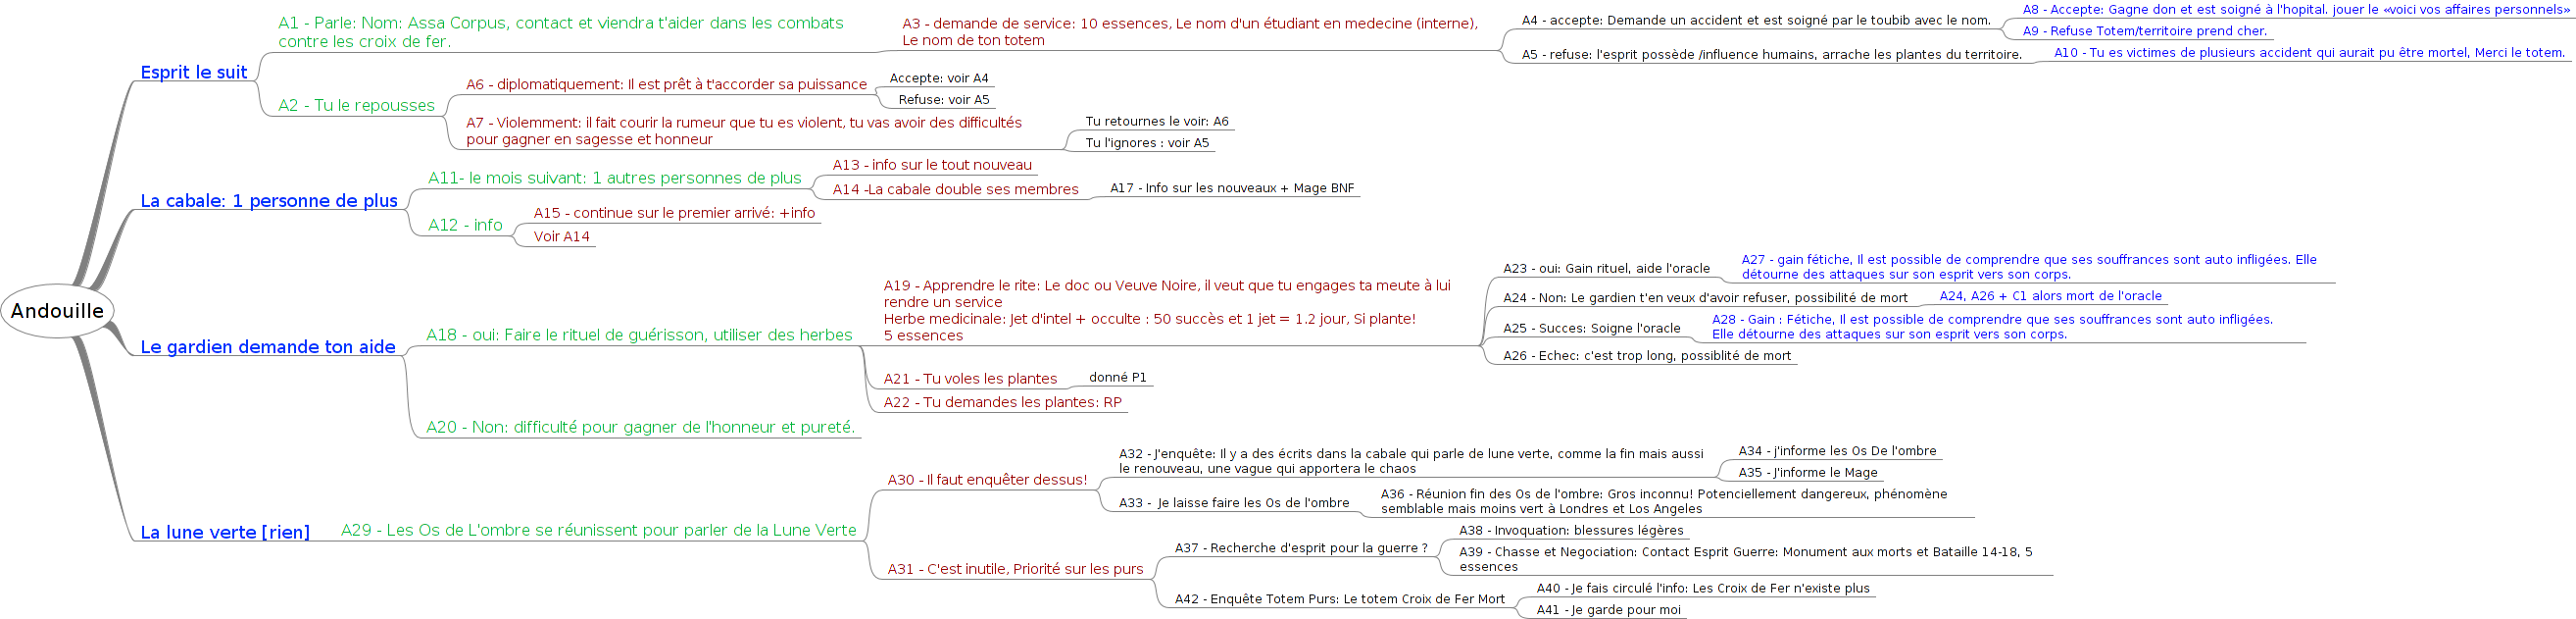 Andouille
Esprit le suit
A1 - Parle: Nom: Assa Corpus, contact et viendra t'aider dans les combats
contre les croix de fer.
A3 - demande de service: 10 essences, Le nom d'un étudiant en medecine (interne),
Le nom de ton totem
A4 - accepte: Demande un accident et est soigné par le toubib avec le nom.
A8 - Accepte: Gagne don et est soigné à l'hopital. jouer le «voici vos affaires personnels»
A9 - Refuse Totem/territoire prend cher.
A5 - refuse: l'esprit possède /influence humains, arrache les plantes du territoire.
A10 - Tu es victimes de plusieurs accident qui aurait pu être mortel, Merci le totem.
A2 - Tu le repousses
A6 - diplomatiquement: Il est prêt à t'accorder sa puissance
Accepte: voir A4
Refuse: voir A5
A7 - Violemment: il fait courir la rumeur que tu es violent, tu vas avoir des difficultés
pour gagner en sagesse et honneur
Tu retournes le voir: A6
Tu l'ignores : voir A5
La cabale: 1 personne de plus
A11- le mois suivant: 1 autres personnes de plus
A13 - info sur le tout nouveau
A14 -La cabale double ses membres
A17 - Info sur les nouveaux + Mage BNF
A12 - info
A15 - continue sur le premier arrivé: +info
Voir A14
Le gardien demande ton aide
A18 - oui: Faire le rituel de guérisson, utiliser des herbes
A19 - Apprendre le rite: Le doc ou Veuve Noire, il veut que tu engages ta meute à lui
rendre un service
Herbe medicinale: Jet d'intel + occulte : 50 succès et 1 jet = 1.2 jour, Si plante!
5 essences
A23 - oui: Gain rituel, aide l'oracle
A27 - gain fétiche, Il est possible de comprendre que ses souffrances sont auto infligées. Elle
détourne des attaques sur son esprit vers son corps.
A24 - Non: Le gardien t'en veux d'avoir refuser, possibilité de mort
A24, A26 + C1 alors mort de l'oracle
A25 - Succes: Soigne l'oracle
A28 - Gain : Fétiche, Il est possible de comprendre que ses souffrances sont auto infligées.
Elle détourne des attaques sur son esprit vers son corps.
A26 - Echec: c'est trop long, possiblité de mort
A21 - Tu voles les plantes
donné P1
A22 - Tu demandes les plantes: RP
A20 - Non: difficulté pour gagner de l'honneur et pureté.
La lune verte [rien]
A29 - Les Os de L'ombre se réunissent pour parler de la Lune Verte
A30 - Il faut enquêter dessus!
A32 - J'enquête: Il y a des écrits dans la cabale qui parle de lune verte, comme la fin mais aussi
le renouveau, une vague qui apportera le chaos
A34 - j'informe les Os De l'ombre
A35 - J'informe le Mage
A33 - Je laisse faire les Os de l'ombre
A36 - Réunion fin des Os de l'ombre: Gros inconnu! Potenciellement dangereux, phénomène
semblable mais moins vert à Londres et Los Angeles
A31 - C'est inutile, Priorité sur les purs
A37 - Recherche d'esprit pour la guerre ?
A38 - Invoquation: blessures légères
A39 - Chasse et Negociation: Contact Esprit Guerre: Monument aux morts et Bataille 14-18, 5
essences
A42 - Enquête Totem Purs: Le totem Croix de Fer Mort
A40 - Je fais circulé l'info: Les Croix de Fer n'existe plus
A41 - Je garde pour moi